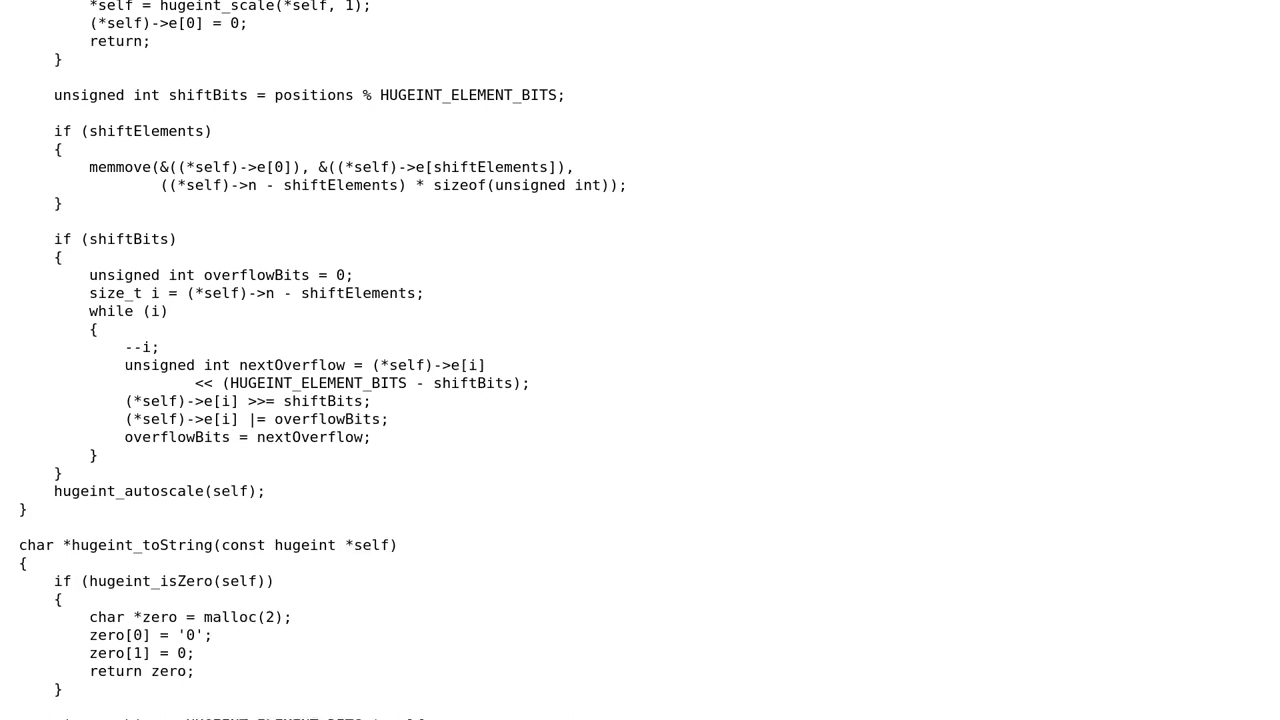 *self = hugeint_scale(*self, 1);
        (*self)->e[0] = 0;
        return;
    }

    unsigned int shiftBits = positions % HUGEINT_ELEMENT_BITS;

    if (shiftElements)
    {
        memmove(&((*self)->e[0]), &((*self)->e[shiftElements]),
                ((*self)->n - shiftElements) * sizeof(unsigned int));
    }

    if (shiftBits)
    {
        unsigned int overflowBits = 0;
        size_t i = (*self)->n - shiftElements;
        while (i)
        {
            --i;
            unsigned int nextOverflow = (*self)->e[i]
                    << (HUGEINT_ELEMENT_BITS - shiftBits);
            (*self)->e[i] >>= shiftBits;
            (*self)->e[i] |= overflowBits;
            overflowBits = nextOverflow;
        }
    }
    hugeint_autoscale(self);
}

char *hugeint_toString(const hugeint *self)
{
    if (hugeint_isZero(self))
    {
        char *zero = malloc(2);
        zero[0] = '0';
        zero[1] = 0;
        return zero;
    }